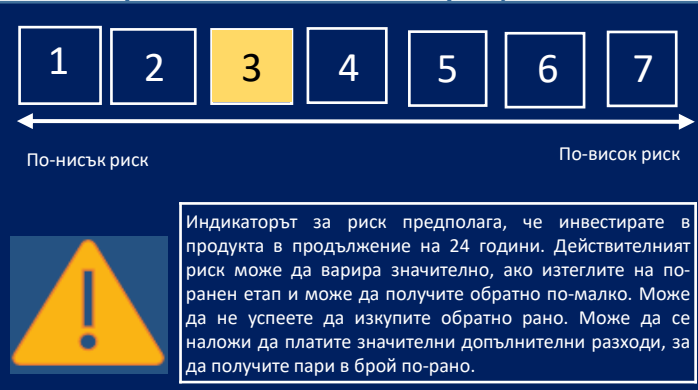 1 2 3 4 5 6 7
По-нисък риск По-висок риск
Индикаторът за риск предполага, че инвестирате в
продукта в продължение на 24 години. Действителният
риск може да варира значително, ако изтеглите на по-
ранен етап и може да получите обратно по-малко. Може
да не успеете да изкупите обратно рано. Може да се
наложи да платите значителни допълнителни разходи, за
да получите пари в брой по-рано.